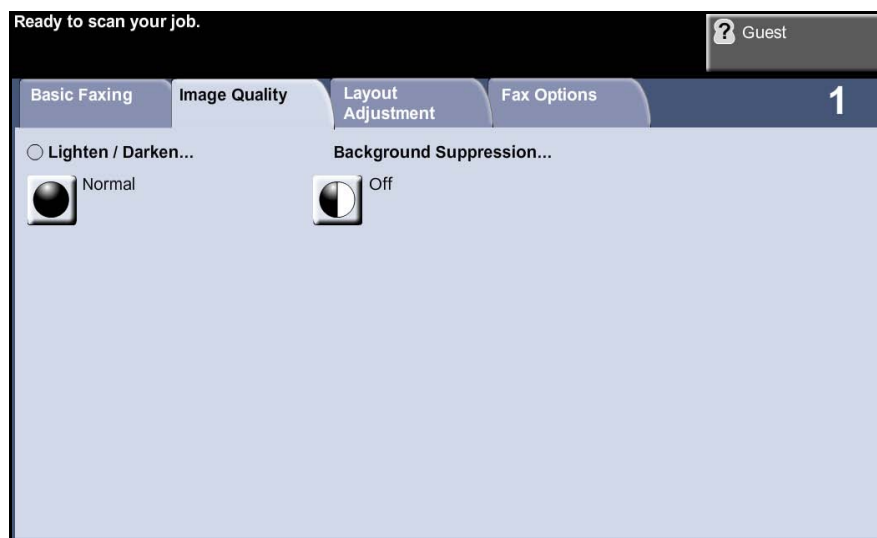 Ready to scan your job.
Guest
Basic Faxing
Image Quality
Layout
Adjustment
Fax Options
1
Lighten / Darken...
Background Suppression...
Normal
Off